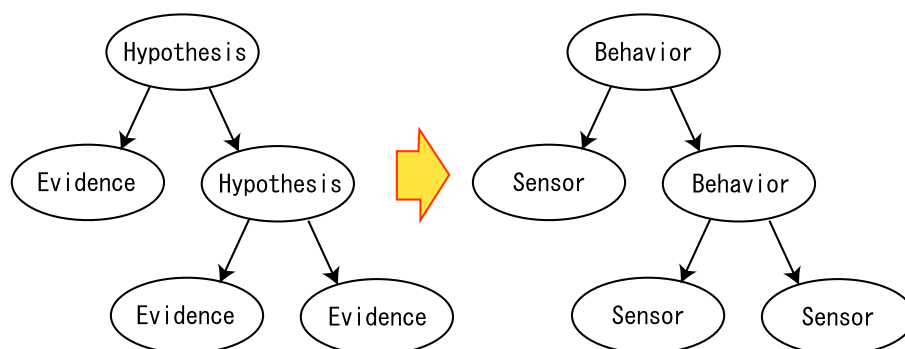 Hypothesis
Evidence
Hypothesis
Evidence
Evidence
Behavior
Sensor
Behavior
Sensor
Sensor